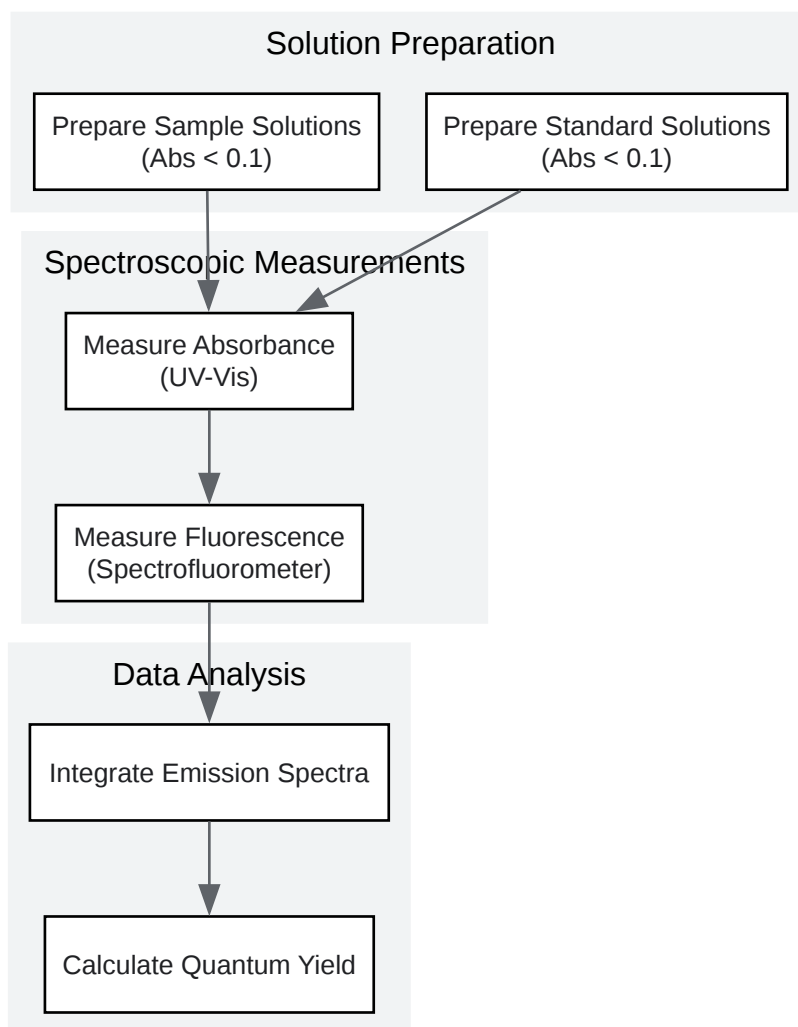 Solution Preparation
Prepare Sample Solutions
(Abs < 0.1)
Prepare Standard Solutions
(Abs < 0.1)
Spectroscopic Measurements
Measure Absorbance
(UV-Vis)
Measure Fluorescence
(Spectrofluorometer)
Data Analysis
Integrate Emission Spectra
Calculate Quantum Yield